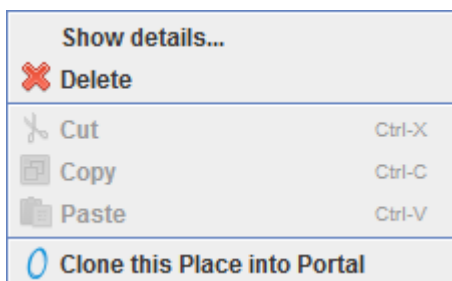 Show details...
Delete
Cut Ctrl-X
Copy Ctrl-C
Paste Ctrl-V
Clone this Place into Portal